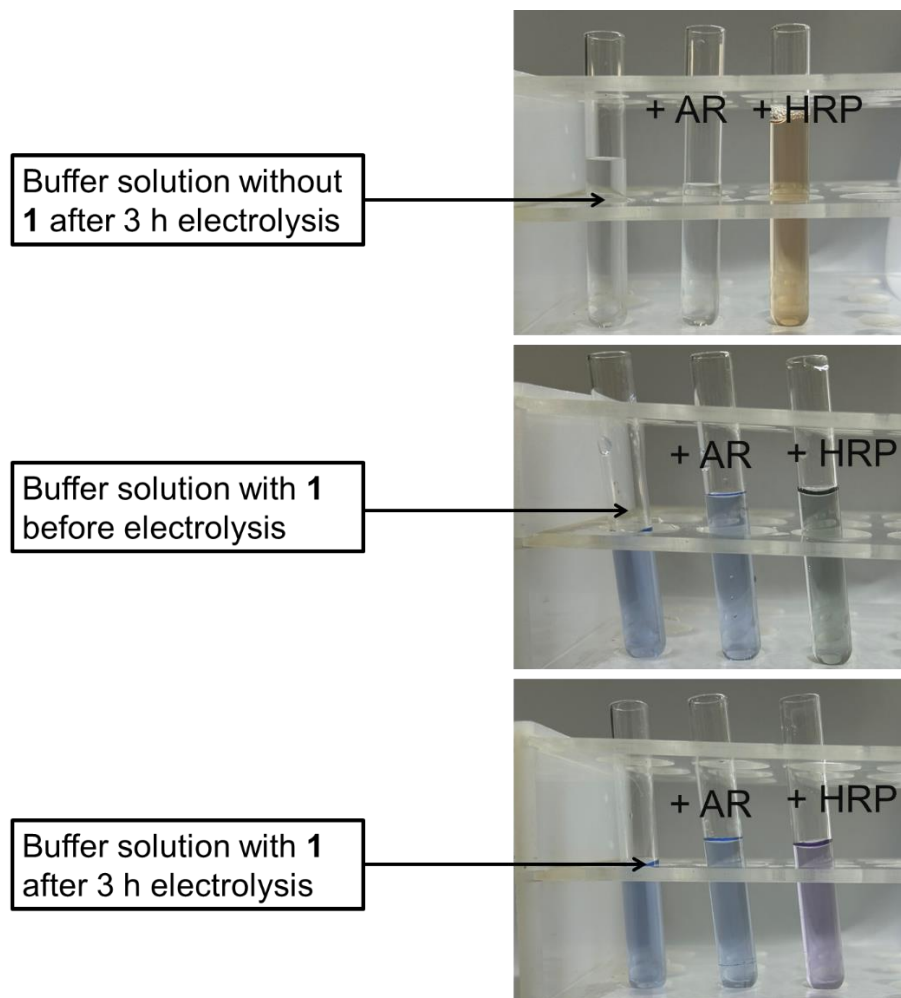 + AR + HRP
Buffer solution without
1 after 3 h electrolysis
+ AR + HRP
Buffer solution with 1
before electrolysis
+ AR + HRP
Buffer solution with 1
after 3 h electrolysis